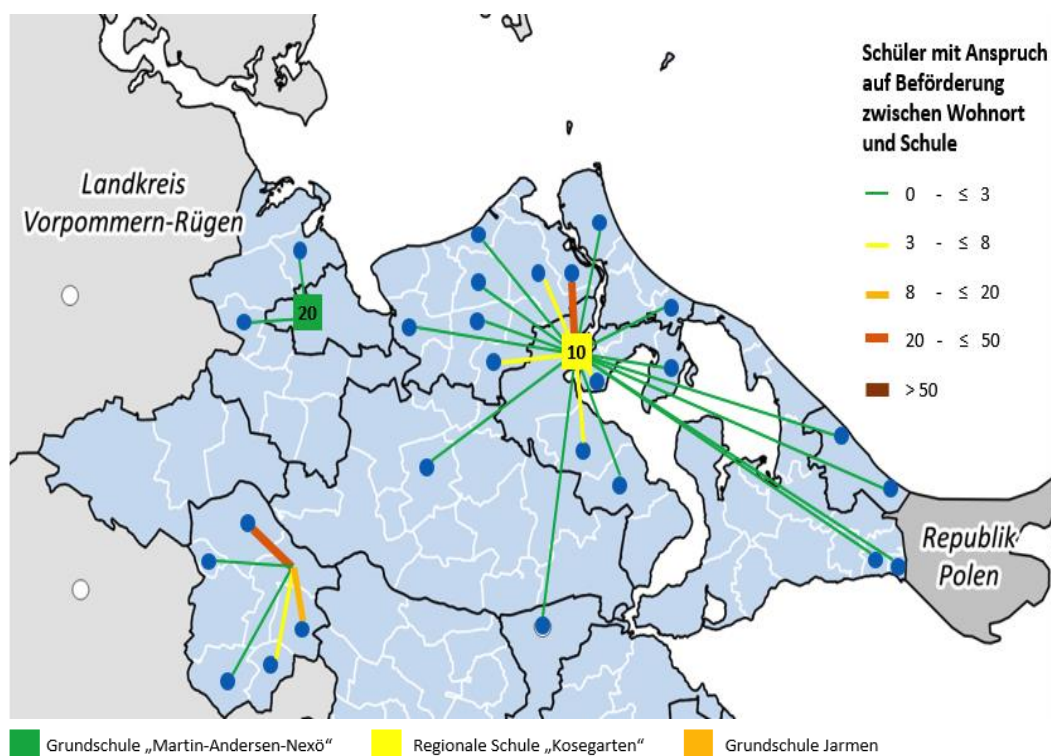 Schüler mit Anspruch
auf Beförderung
zwischen Wohnort
und Schule
0 - ≤ 3
3 - ≤ 8
8 - ≤ 20
20 - ≤ 50
> 50
Landkreis
Vorpommern-Rügen
20
10
Republik
Polen
Grundschule „Martin-Andersen-Nexö“
Regionale Schule „Kosegarten“
Grundschule Jarmen